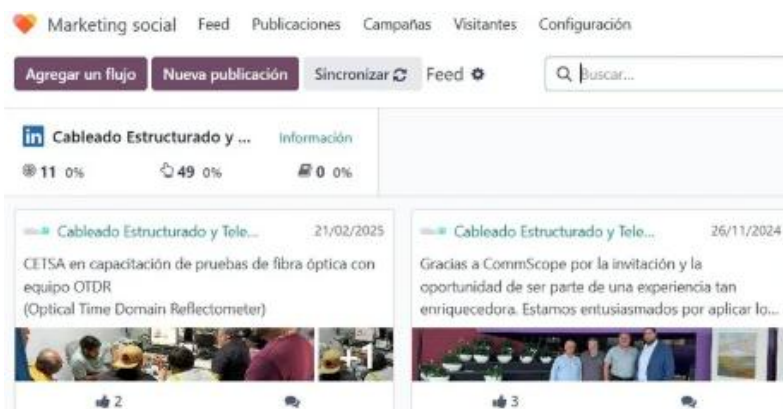 Marketing social Feed Publicaciones Campañas Visitantes Configuración
Agregar un flujo Nueva publicación Sincronizar Feed Buscar...
in Cableado Estructurado y ... Información
11 0% 49 0% 0 0%
Cableado Estructurado y Tele... 21/02/2025
CETSA en capacitación de pruebas de fibra óptica con
equipo OTDR
(Optical Time Domain Reflectometer)
+1
2
Cableado Estructurado y Tele... 26/11/2024
Gracias a CommScope por la invitación y la
oportunidad de ser parte de una experiencia tan
enriquecedora. Estamos entusiasmados por aplicar lo...
3